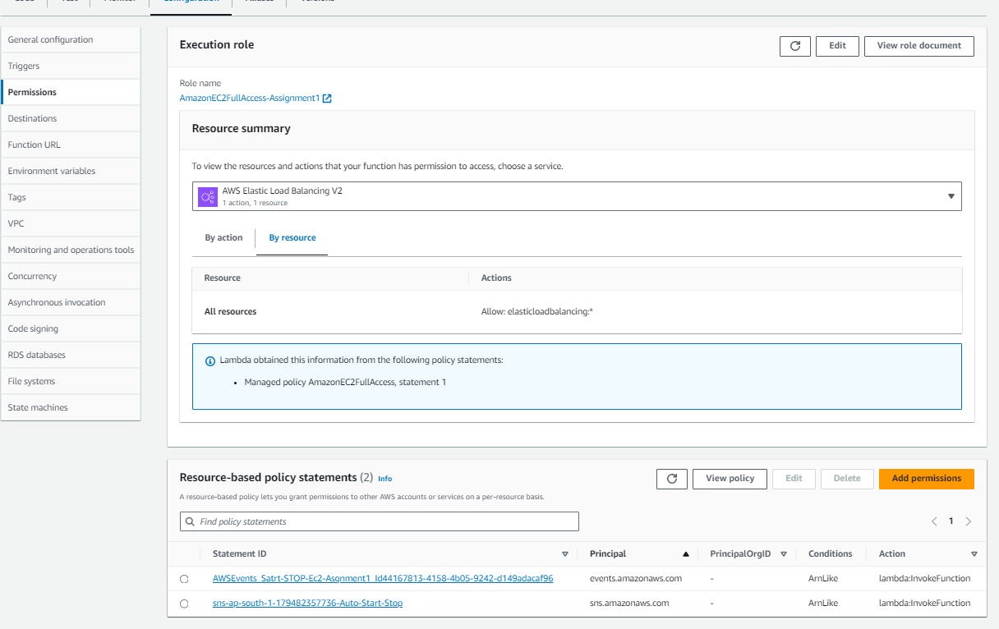 Code Test Monitor Configuration Aliases Versions
General configuration
Triggers
Permissions
Destinations
Function URL
Environment variables
Tags
VPC
Monitoring and operations tools
Concurrency
Asynchronous invocation
Code signing
RDS databases
File systems
State machines
Execution role
Edit
View role document
Role name
AmazonEC2FullAccess-Assignment1
Resource summary
To view the resources and actions that your function has permission to access, choose a service.
AWS Elastic Load Balancing V2
1 action, 1 resource
By action By resource
Resource Actions
All resources Allow: elasticloadbalancing:*
Lambda obtained this information from the following policy statements:
• Managed policy AmazonEC2FullAccess, statement 1
Resource-based policy statements (2) Info
View policy Edit Delete Add permissions
A resource-based policy lets you grant permissions to other AWS accounts or services on a per-resource basis.
Find policy statements
1
Statement ID Principal PrincipalOrgID Conditions Action
AWSEvents_Satrt-STOP-Ec2-Asgnment1_Id44167813-4158-4b05-9242-d149adacaf96 events.amazonaws.com - ArnLike lambda:InvokeFunction
sns-ap-south-1-179482357736-Auto-Start-Stop sns.amazonaws.com - ArnLike lambda:InvokeFunction